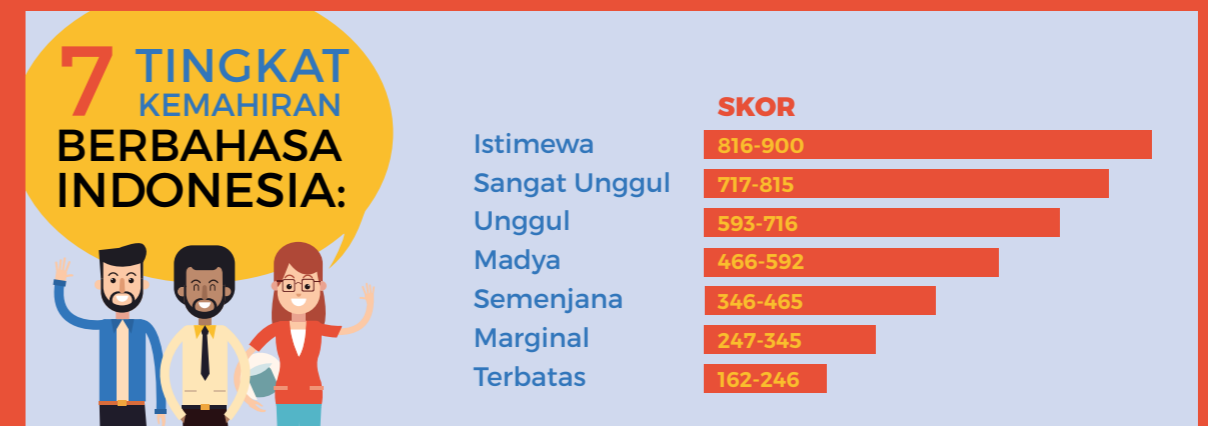 7 TINGKAT
KEMAHIRAN
BERBAHASA
INDONESIA:
SKOR
Istimewa 816-900
Sangat Unggul 717-815
Unggul 593-716
Madya 466-592
Semenjana 346-465
Marginal 247-345
Terbatas 162-246